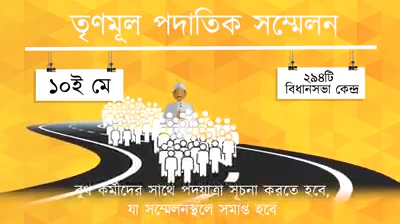 তৃণমূল পদাতিক সম্মেলন
১০ই মে
২৯৪টি
বিধানসভা কেন্দ্র
বুথ কর্মীদের সাথে পদযাত্রা সূচনা করতে হবে,
যা সম্মেলনস্থলে সমাপ্ত হবে